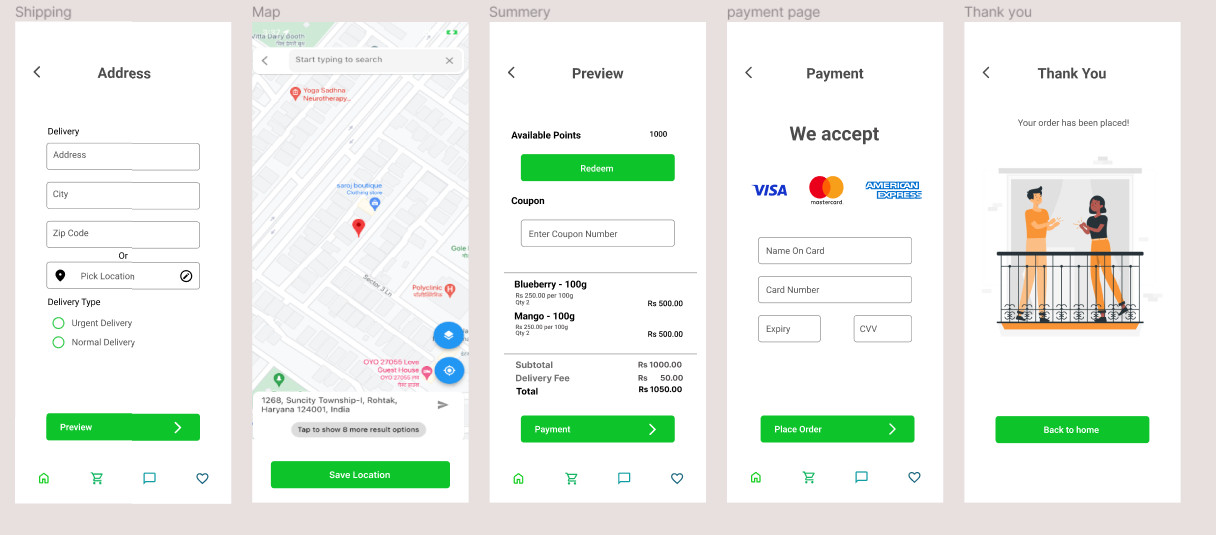 Shipping
Address
Delivery
Address
City
Zip Code
Or
Pick Location
Delivery Type
Urgent Delivery
Normal Delivery
Preview
Map
Vitta Dairy Booth
Start typing to search
Yoga Sadhna
Neurotherapy...
saroj boutique
Clothing store
Gole
Sector 3 Ln
Polyclinic
पॉलीक्लिनिक
OYO 27055 Love
Guest House
OYO 27055 लव
गेस्ट हाउस
1268, Suncity Township-I, Rohtak,
Haryana 124001, India
Tap to show 8 more result options
Save Location
Summery
Preview
Available Points 1000
Redeem
Coupon
Enter Coupon Number
Blueberry - 100g
Rs 250.00 per 100g
Qty 2
Rs 500.00
Mango - 100g
Rs 250.00 per 100g
Qty 2
Rs 500.00
Subtotal Rs 1000.00
Delivery Fee Rs 50.00
Total Rs 1050.00
Payment
payment page
Payment
We accept
VISA
mastercard
AMERICAN
EXPRESS
Name On Card
Card Number
Expiry
CVV
Place Order
Thank you
Thank You
Your order has been placed!
Back to home